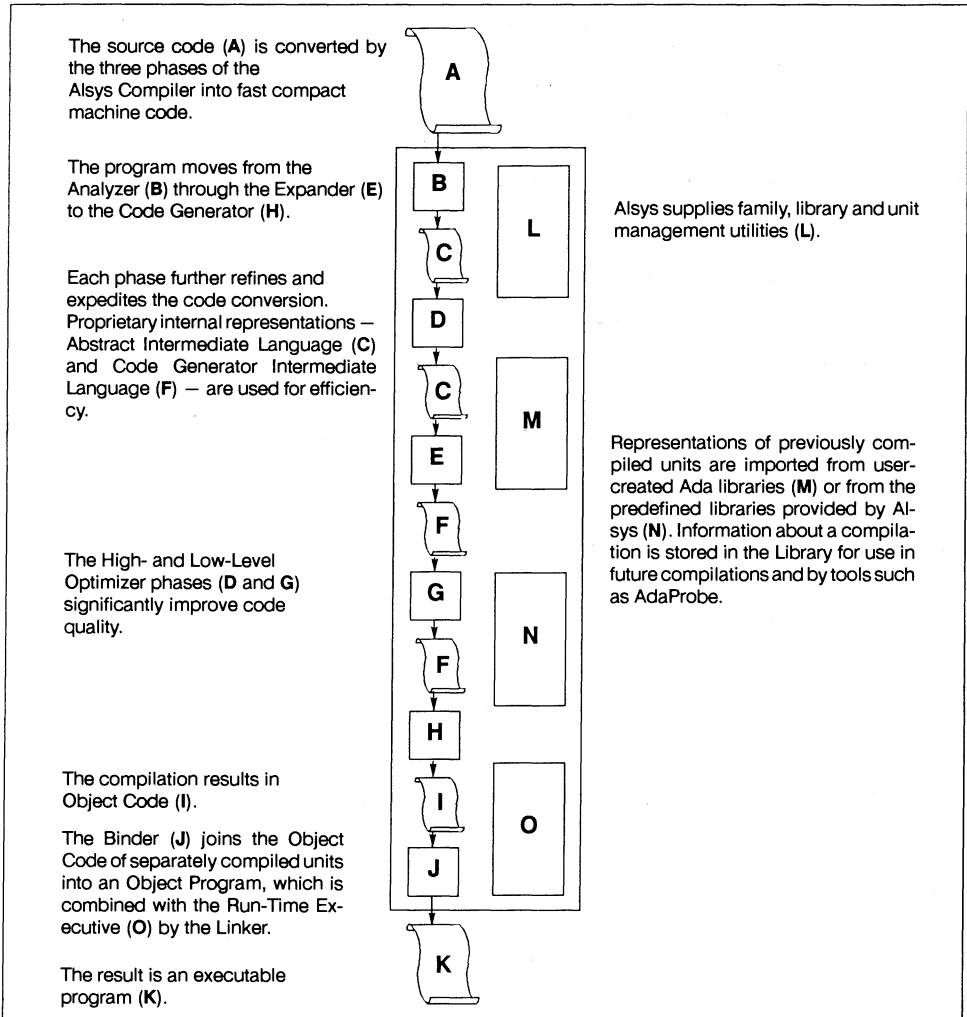 The source code (A) is converted by
the three phases of the
Alsys Compiler into fast compact
machine code.
The program moves from the
Analyzer (B) through the Expander (E)
to the Code Generator (H).
Each phase further refines and
expedites the code conversion.
Proprietary internal representations —
Abstract Intermediate Language (C)
and Code Generator Intermediate
Language (F) — are used for efficien-
cy.
The High- and Low-Level
Optimizer phases (D and G)
significantly improve code
quality.
The compilation results in
Object Code (I).
The Binder (J) joins the Object
Code of separately compiled units
into an Object Program, which is
combined with the Run-Time Ex-
ecutive (O) by the Linker.
The result is an executable
program (K).
A
B
C
D
C
E
F
G
F
H
I
J
K
L
M
N
O
Alsys supplies family, library and unit
management utilities (L).
Representations of previously com-
piled units are imported from user-
created Ada libraries (M) or from the
predefined libraries provided by Al-
sys (N). Information about a compila-
tion is stored in the Library for use in
future compilations and by tools such
as AdaProbe.